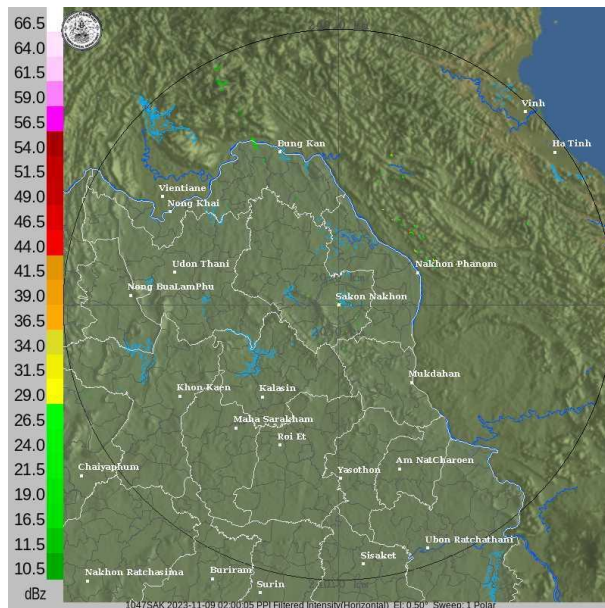 66.5
64.0
61.5
59.0
56.5
54.0
51.5
49.0
46.5
44.0
41.5
39.0
36.5
34.0
31.5
29.0
26.5
24.0
21.5
19.0
16.5
11.5
10.5
dBz
Vinh
Ha Tinh
Bung Kan
Vientiane
Nong Khai
Udon Thani
Nakhon Phanom
Nong BuaLamPhu
Sakon Nakhon
Mukdahan
Khon Kaen
Kalasin
Maha Sarakham
Roi Et
Chaiyaphum
Am NatCharoen
Yasothon
Ubon Ratchathani
Sisaket
Nakhon Ratchasima
Buriram
Surin
1047SAK 2023-11-09 02:00:05 PPI Filtered Intensity(Horizontal) El: 0.50° Sweep: 1 Polar